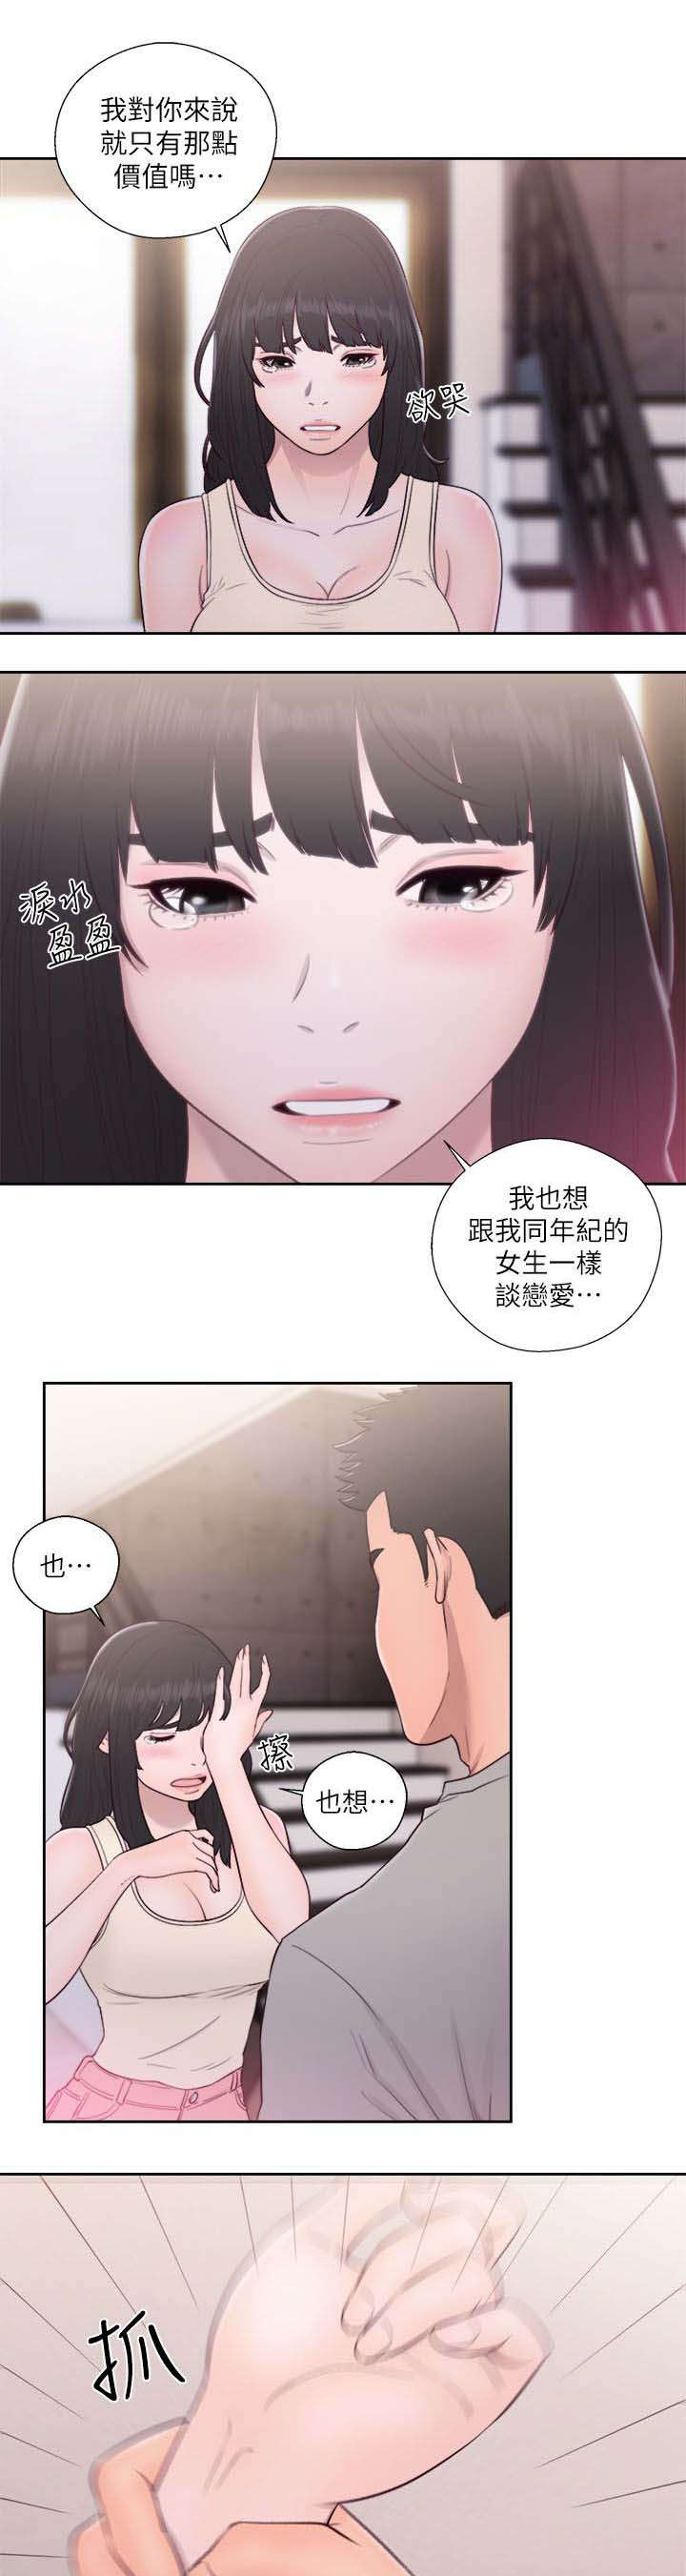 我對你來說
就只有那點
價值嗎…
欲哭
淚水
盈盈
我也想
跟我同年紀的
女生一樣
談戀愛…
也…
擦
也想…
抓